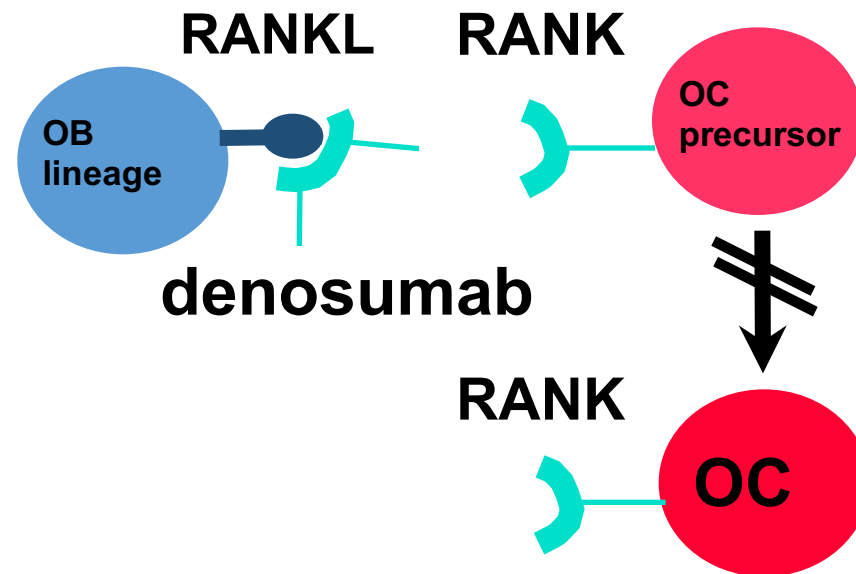 RANKL
RANK
OB
lineage
OC
precursor
denosumab
RANK
OC